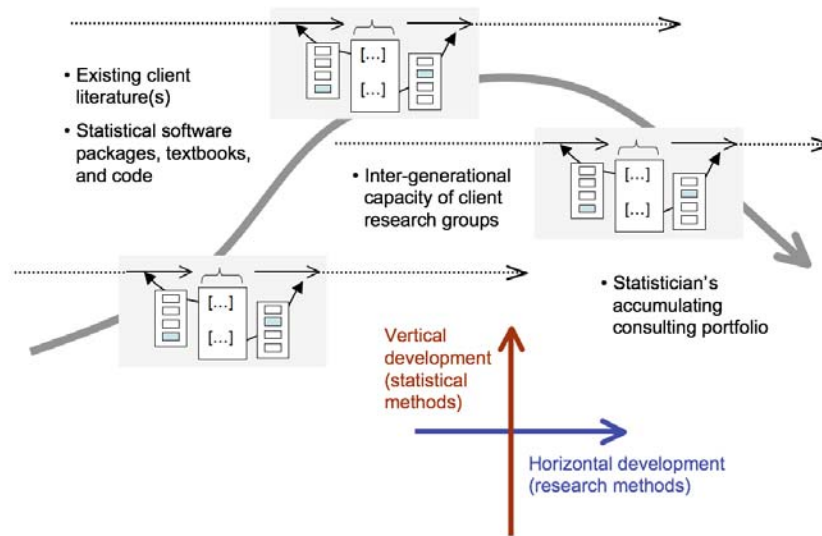 [...]
[...]
• Existing client
literature(s)
• Statistical software
packages, textbooks,
and code
[...]
[...]
• Inter-generational
capacity of client
research groups
[...]
[...]
• Statistician's
accumulating
consulting portfolio
Vertical
development
(statistical
methods)
Horizontal development
(research methods)